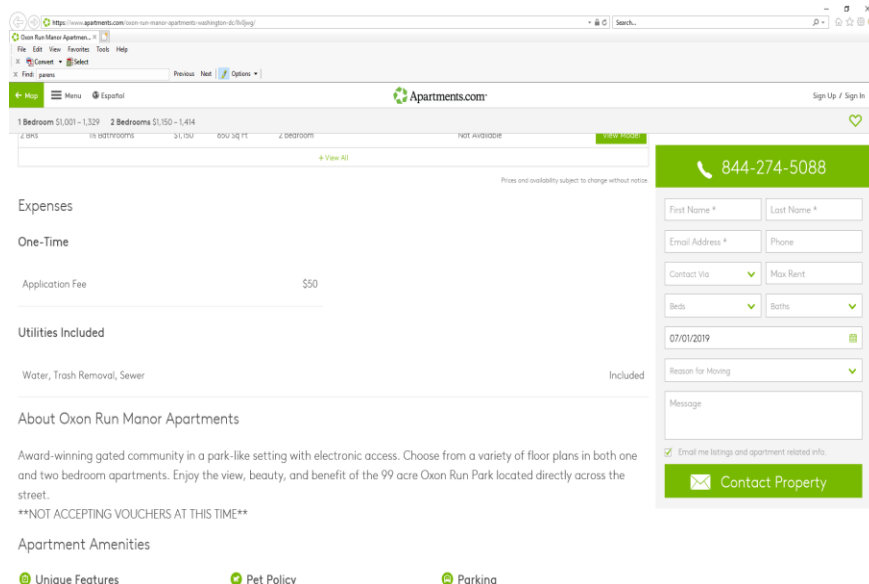 https://www.apartments.com/oxon-run-manor-apartments-washington-dc/
Search...
Oxon Run Manor Apartmen...
File Edit View Favorites Tools Help
X Convert Select
X Find: parens Previous Next Options
Map Menu Español Apartments.com Sign Up / Sign In
1 Bedroom $1,001 – 1,329 2 Bedrooms $1,150 – 1,414
2 BRs 1½ Bathrooms $1,150 650 Sq Ft 2 bedroom Not Available View Model
+ View All
Prices and availability subject to change without notice.
Expenses
One-Time
Application Fee $50
Utilities Included
Water, Trash Removal, Sewer Included
About Oxon Run Manor Apartments
Award-winning gated community in a park-like setting with electronic access. Choose from a variety of floor plans in both one
and two bedroom apartments. Enjoy the view, beauty, and benefit of the 99 acre Oxon Run Park located directly across the
street.
**NOT ACCEPTING VOUCHERS AT THIS TIME**
Apartment Amenities
Unique Features Pet Policy Parking
844-274-5088
First Name * Last Name *
Email Address * Phone
Contact Via Max Rent
Beds Baths
07/01/2019
Reason for Moving
Message
Email me listings and apartment related info.
Contact Property